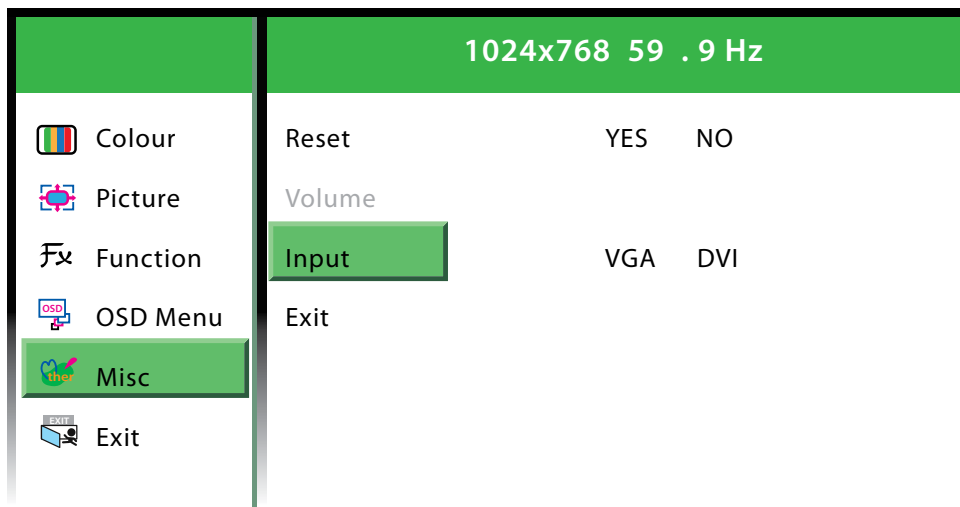 1024x768 59 . 9 Hz
Colour
Picture
Fx Function
OSD OSD Menu
ther Misc
EXIT Exit
Reset YES NO
Volume
Input VGA DVI
Exit